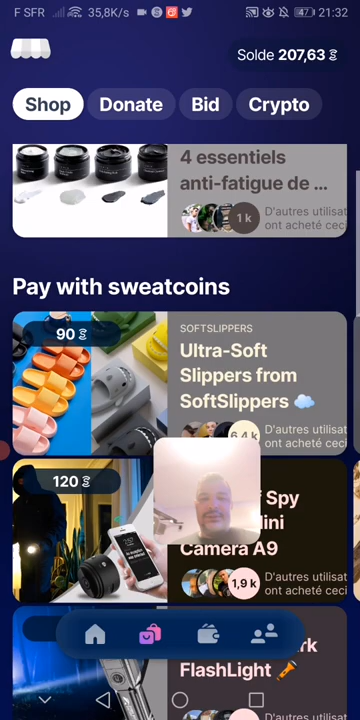 F SFR 35,8K/s 47 21:32
Solde 207,63
Shop Donate Bid Crypto
4 essentiels
anti-fatigue de ...
1 k
D'autres utilisat
ont acheté ceci
Pay with sweatcoins
90
SOFTSLIPPERS
Ultra-Soft
Slippers from
SoftSlippers ☁️
6,4 k
D'autres utilisat
ont acheté ceci
120
Spy
Camera A9
1,9 k
D'autres utilisat
ont acheté ceci
FlashLight 🔦